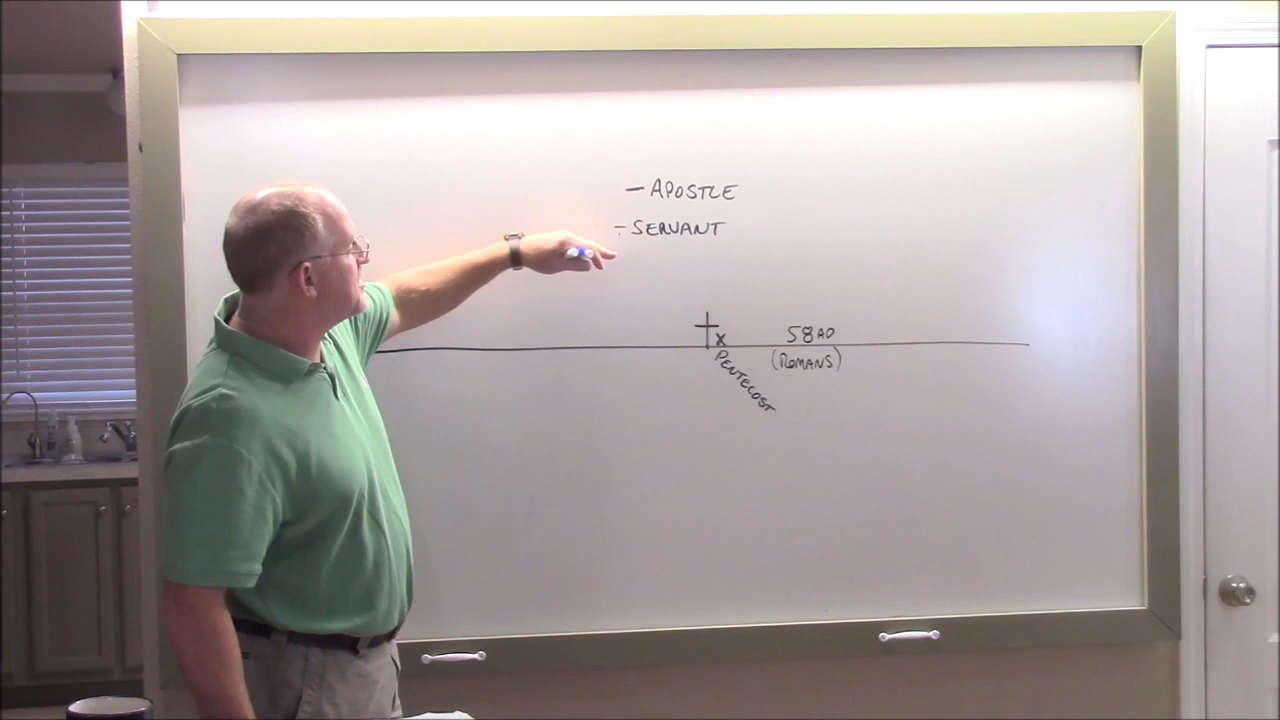 - APOSTLE
- SERVANT
x
58 AD
PENTECOST
(ROMANS)